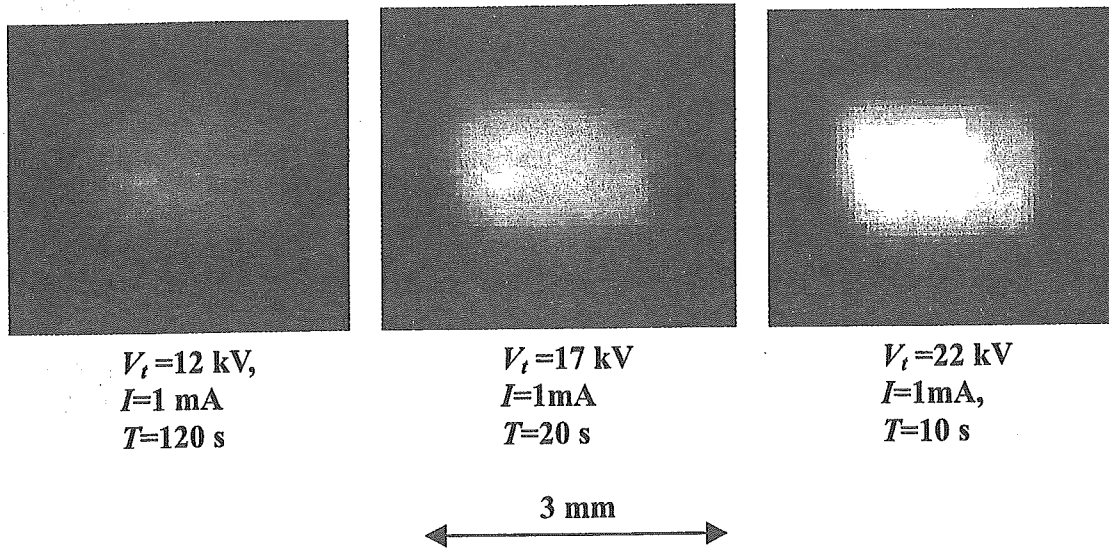 V_t=12 kV,
I=1 mA
T=120 s
V_t=17 kV
I=1mA
T=20 s
V_t=22 kV
I=1mA,
T=10 s
3 mm